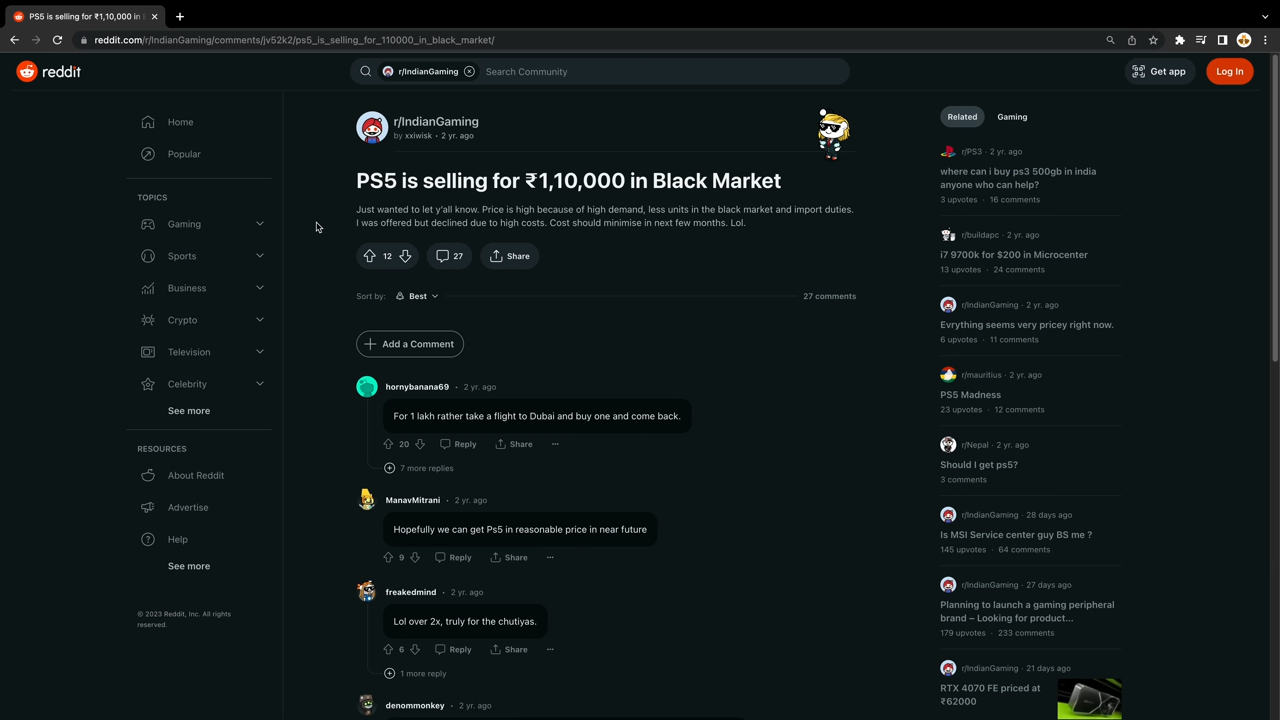 PS5 is selling for ₹1,10,000 in
reddit.com/r/IndianGaming/comments/jv52k2/ps5_is_selling_for_110000_in_black_market/
reddit
r/IndianGaming
Search Community
Get app
Log In
Home
Popular
TOPICS
Gaming
Sports
Business
Crypto
Television
Celebrity
See more
RESOURCES
About Reddit
Advertise
Help
See more
© 2023 Reddit, Inc. All rights
reserved.
r/IndianGaming
by xxiwisk • 2 yr. ago
PS5 is selling for ₹1,10,000 in Black Market
Just wanted to let y'all know. Price is high because of high demand, less units in the black market and import duties.
I was offered but declined due to high costs. Cost should minimise in next few months. Lol.
12
27
Share
Sort by:
Best
27 comments
Add a Comment
hornybanana69 • 2 yr. ago
For 1 lakh rather take a flight to Dubai and buy one and come back.
20
Reply
Share
7 more replies
ManavMitrani • 2 yr. ago
Hopefully we can get Ps5 in reasonable price in near future
9
Reply
Share
freakedmind • 2 yr. ago
Lol over 2x, truly for the chutiyas.
6
Reply
Share
1 more reply
denommonkey • 2 yr. ago
Related
Gaming
r/PS3 · 2 yr. ago
where can i buy ps3 500gb in india
anyone who can help?
3 upvotes · 16 comments
r/buildapc · 2 yr. ago
i7 9700k for $200 in Microcenter
13 upvotes · 24 comments
r/IndianGaming · 2 yr. ago
Evrything seems very pricey right now.
6 upvotes · 11 comments
r/mauritius · 2 yr. ago
PS5 Madness
23 upvotes · 12 comments
r/Nepal · 2 yr. ago
Should I get ps5?
3 comments
r/IndianGaming · 28 days ago
Is MSI Service center guy BS me ?
145 upvotes · 64 comments
r/IndianGaming · 27 days ago
Planning to launch a gaming peripheral
brand – Looking for product...
179 upvotes · 233 comments
r/IndianGaming · 21 days ago
RTX 4070 FE priced at
₹62000